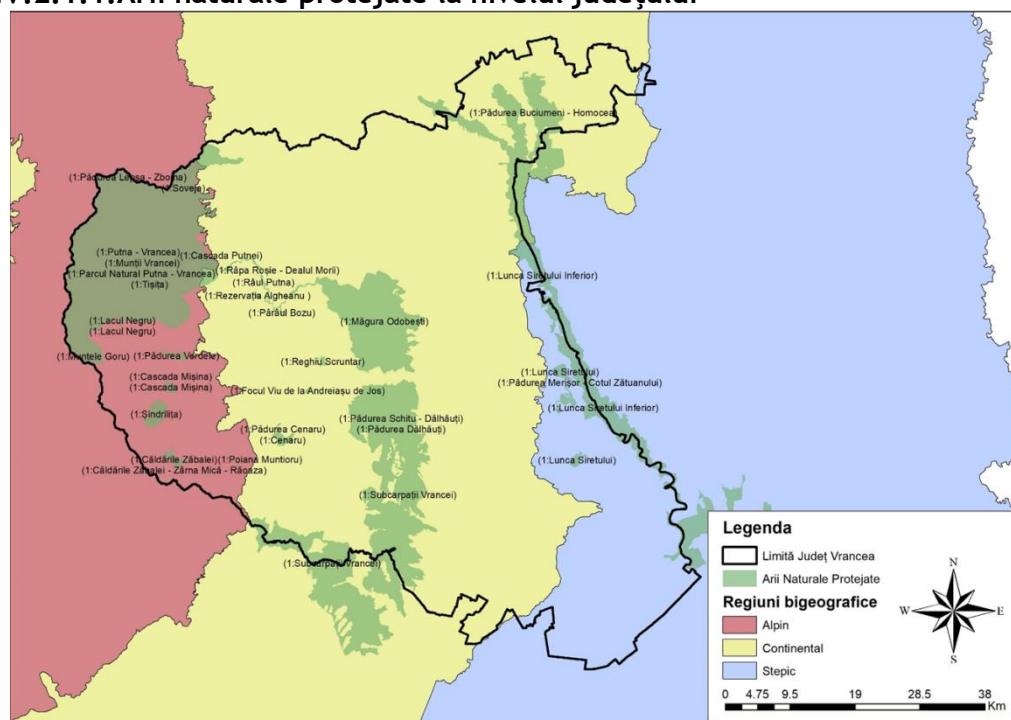 IV.2.1.1.Arii naturale protejate la nivelul județului
(1:Pădurea Buciumeni - Homocea)
(1:Pădurea Lepșa - Zboina)
(1:Soveja)
(1:Putna - Vrancea)
(1:Cascada Putnei)
(1:Munții Vrancei)
(1:Parcul Natural Putna - Vrancea)
(1:Râpa Roșie - Dealul Morii)
(1:Tișița)
(1:Râul Putna)
(1:Lunca Siretului Inferior)
(1:Rezervația Algheanu )
(1:Pârâul Bozu)
(1:Lacul Negru)
(1:Lacul Negru)
(1:Măgura Odobești)
(1:Muntele Goru)
(1:Pădurea Verdele)
(1:Reghiu Scruntar)
(1:Cascada Mișina)
(1:Cascada Mișina)
(1:Lunca Siretului)
(1:Pădurea Merișor - Cotul Zătuanului)
(1:Focul Viu de la Andreiașu de Jos)
(1:Lunca Siretului Inferior)
(1:Șindrilița)
(1:Pădurea Schitu - Dălhăuți)
(1:Pădurea Cenaru)
(1:Pădurea Dălhăuți)
(1:Cenaru)
(1:Căldările Zăbalei)
(1:Poiana Muntioru)
(1:Lunca Siretului)
(1:Căldările Zăbalei - Zârna Mică - Răoaza)
(1:Subcarpații Vrancei)
(1:Subcarpații Vrancei)
Legenda
Limită Județ Vrancea
Arii Naturale Protejate
Regiuni bigeografice
Alpin
Continental
Stepic
N
W
E
S
0 4.75 9.5 19 28.5 38
Km